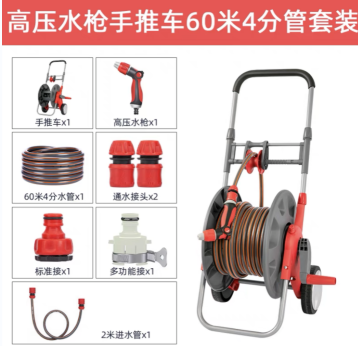 高压水枪手推车60米4分管套装
手推车x1
高压水枪x1
60米4分水管x1
通水接头x2
标准接x1
多功能接x1
2米进水管x1